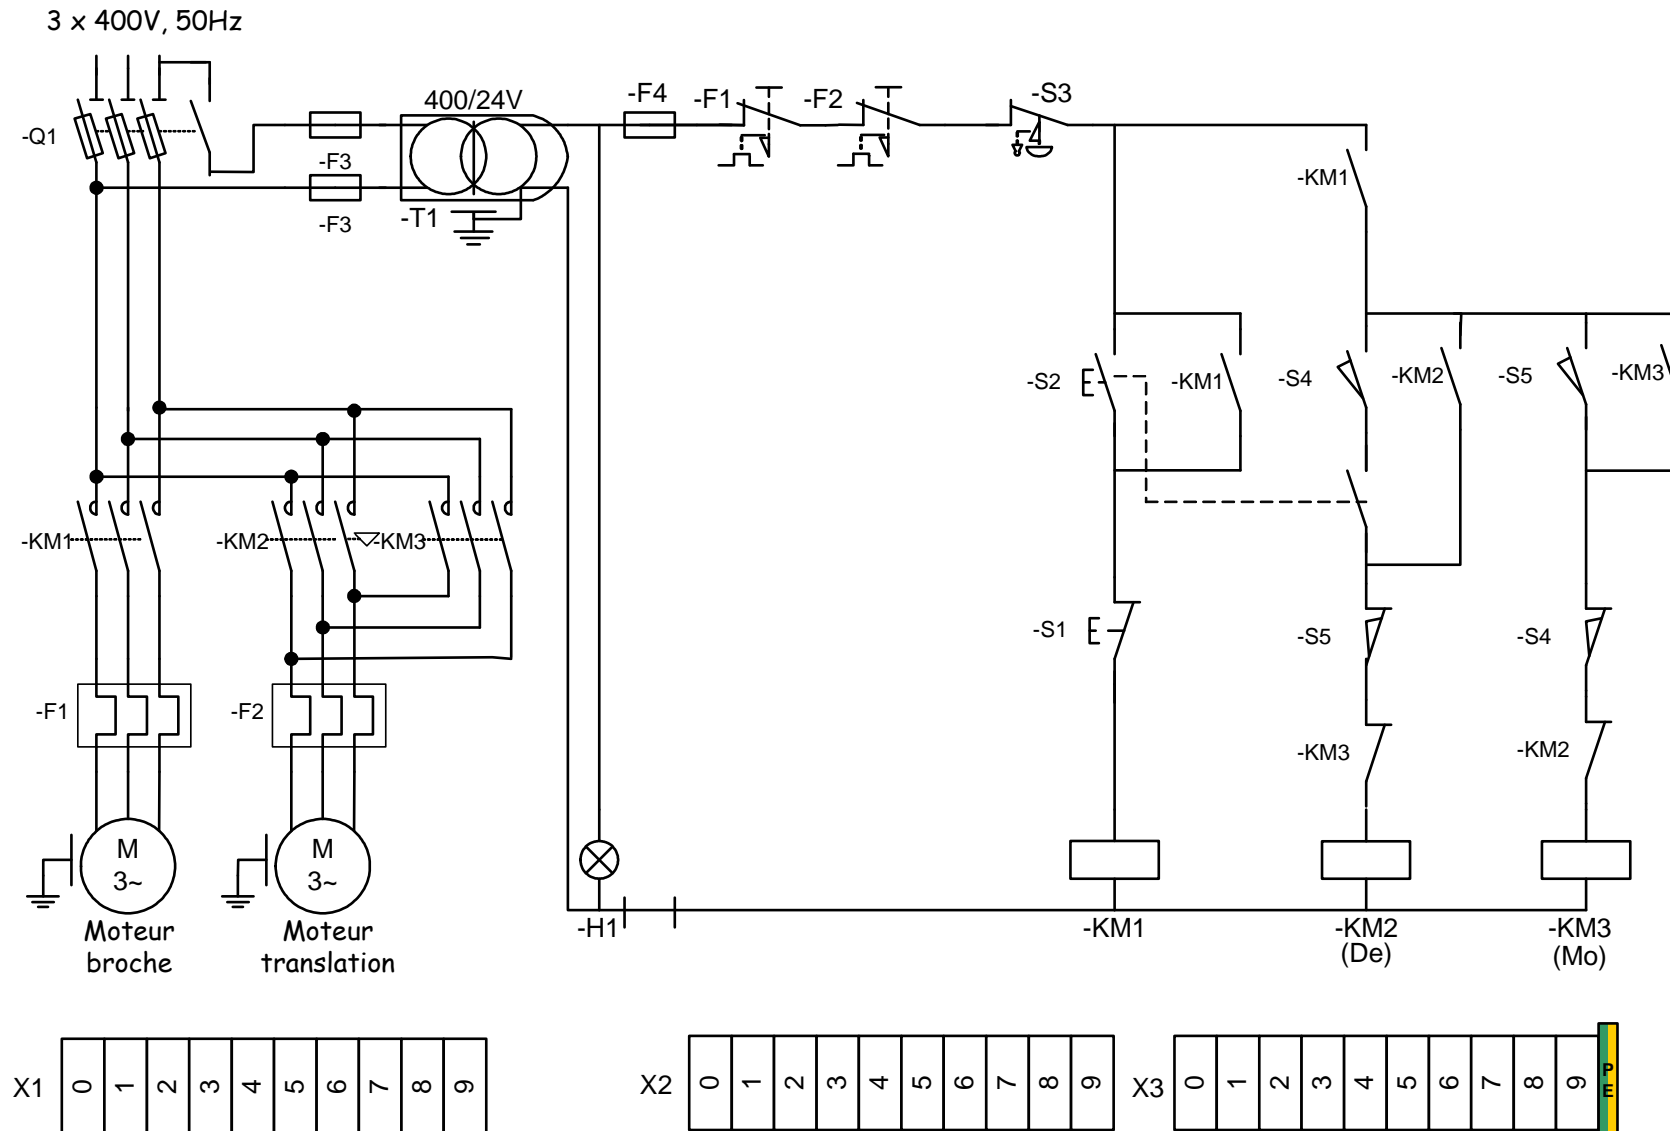 3 x 400V, 50Hz
400/24V
-F4
-F1
-F2
-S3
-Q1
-F3
-F3
-T1
-KM1
-S2
-KM1
-S4
-KM2
-S5
-KM3
-KM1
-KM2
-KM3
-S1
-S5
-S4
-F1
-F2
-KM3
-KM2
M
3~
M
3~
Moteur
broche
Moteur
translation
-H1
-KM1
-KM2
(De)
-KM3
(Mo)
X1 0 1 2 3 4 5 6 7 8 9
X2 0 1 2 3 4 5 6 7 8 9
X3 0 1 2 3 4 5 6 7 8 9 PE